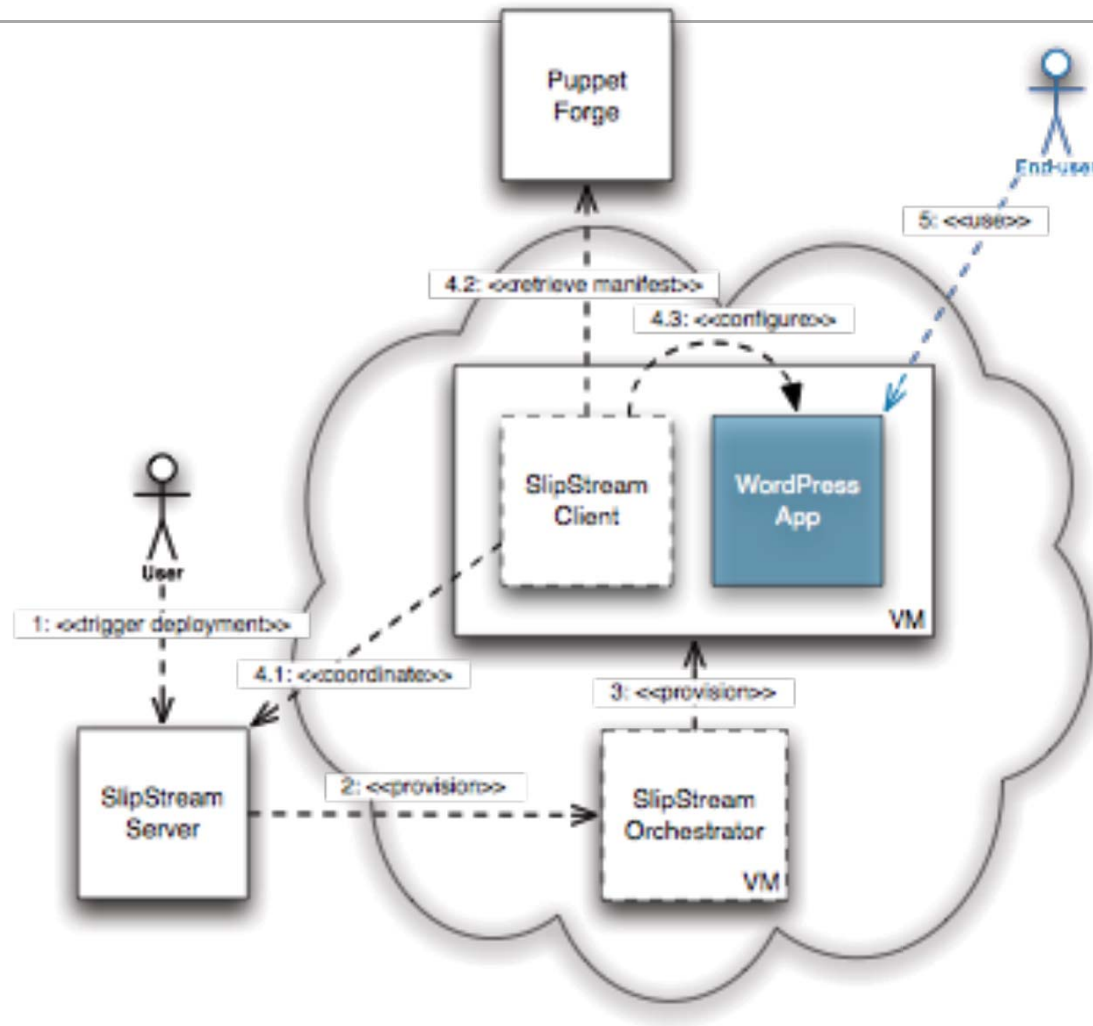 Puppet
Forge
End-user
5: <<use>>
4.2: <<retrieve manifest>>
4.3: <<configure>>
SlipStream
Client
WordPress
App
VM
User
1: <<trigger deployment>>
4.1: <<coordinate>>
3: <<provision>>
2: <<provision>>
SlipStream
Server
SlipStream
Orchestrator
VM